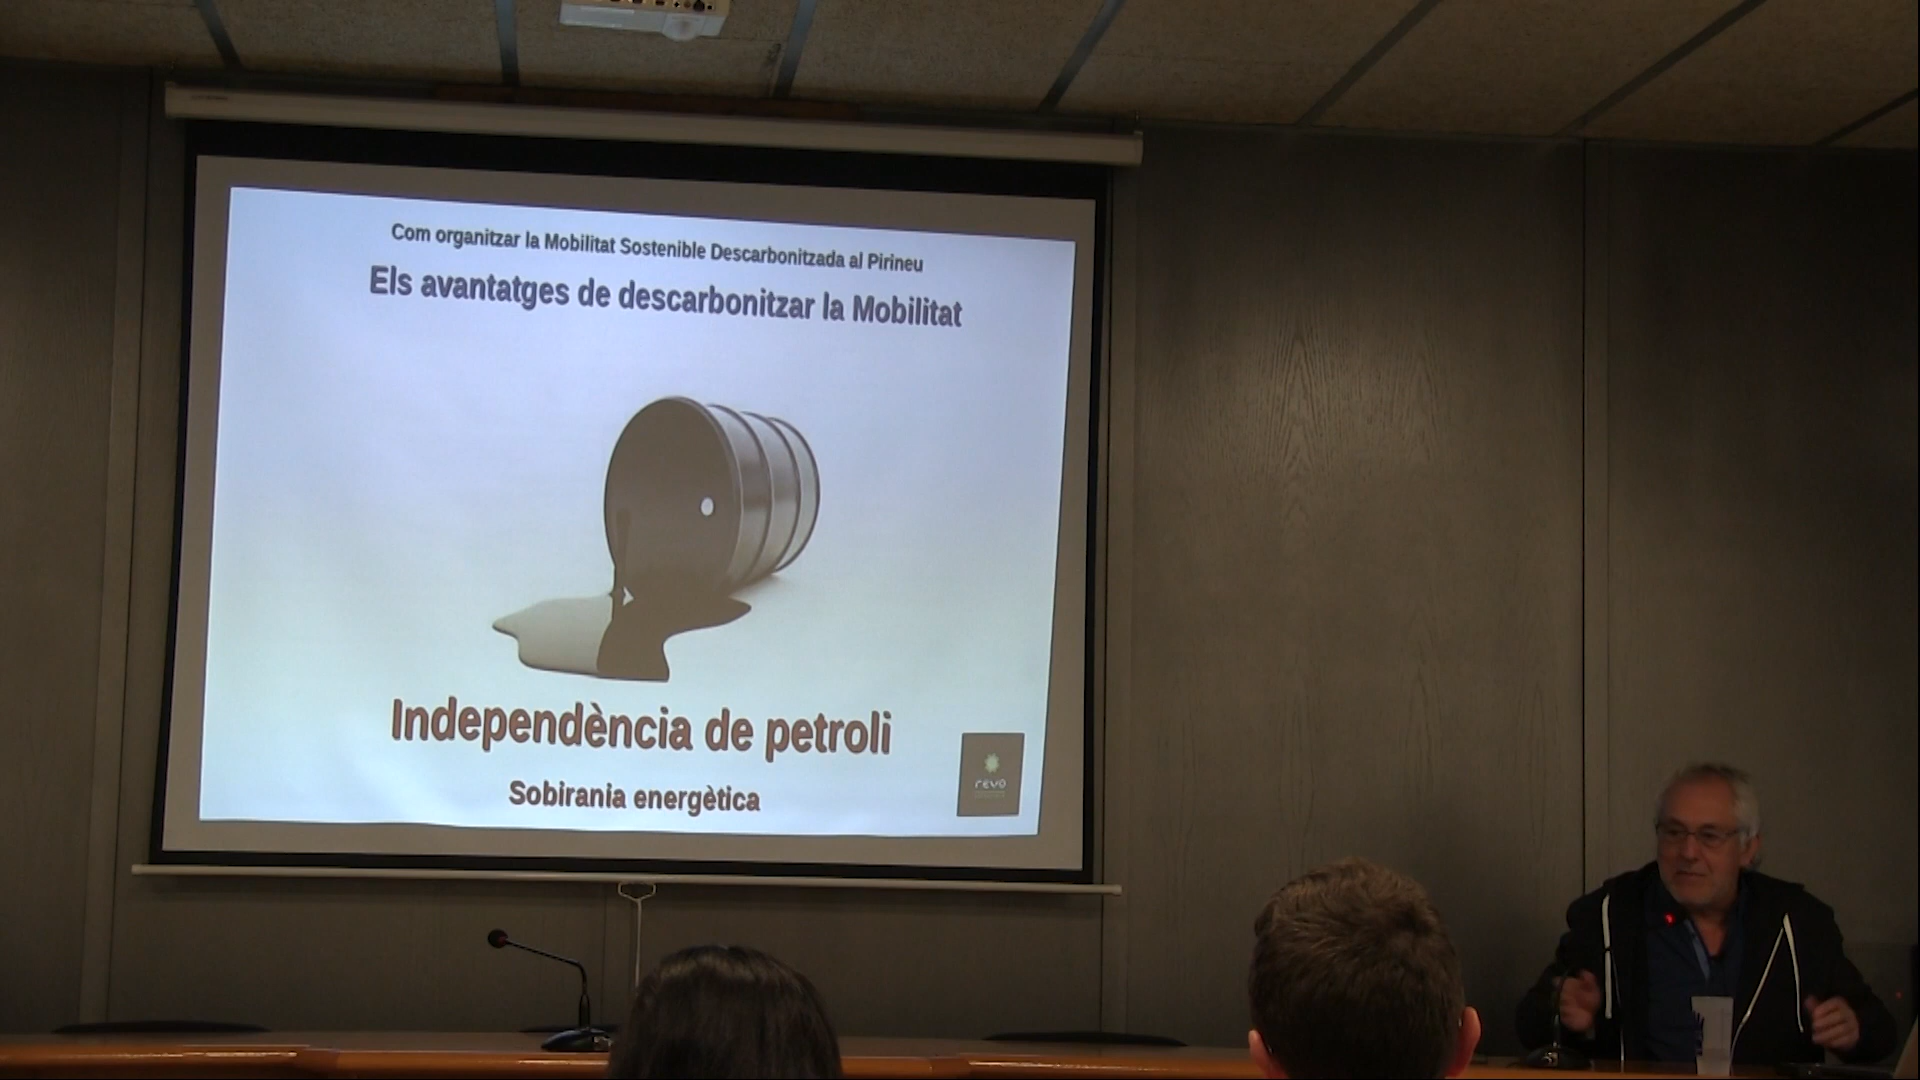 Com organitzar la Mobilitat Sostenible Descarbonitzada al Pirineu
Els avantatges de descarbonitzar la Mobilitat
Independència de petroli
Sobirania energètica
revo